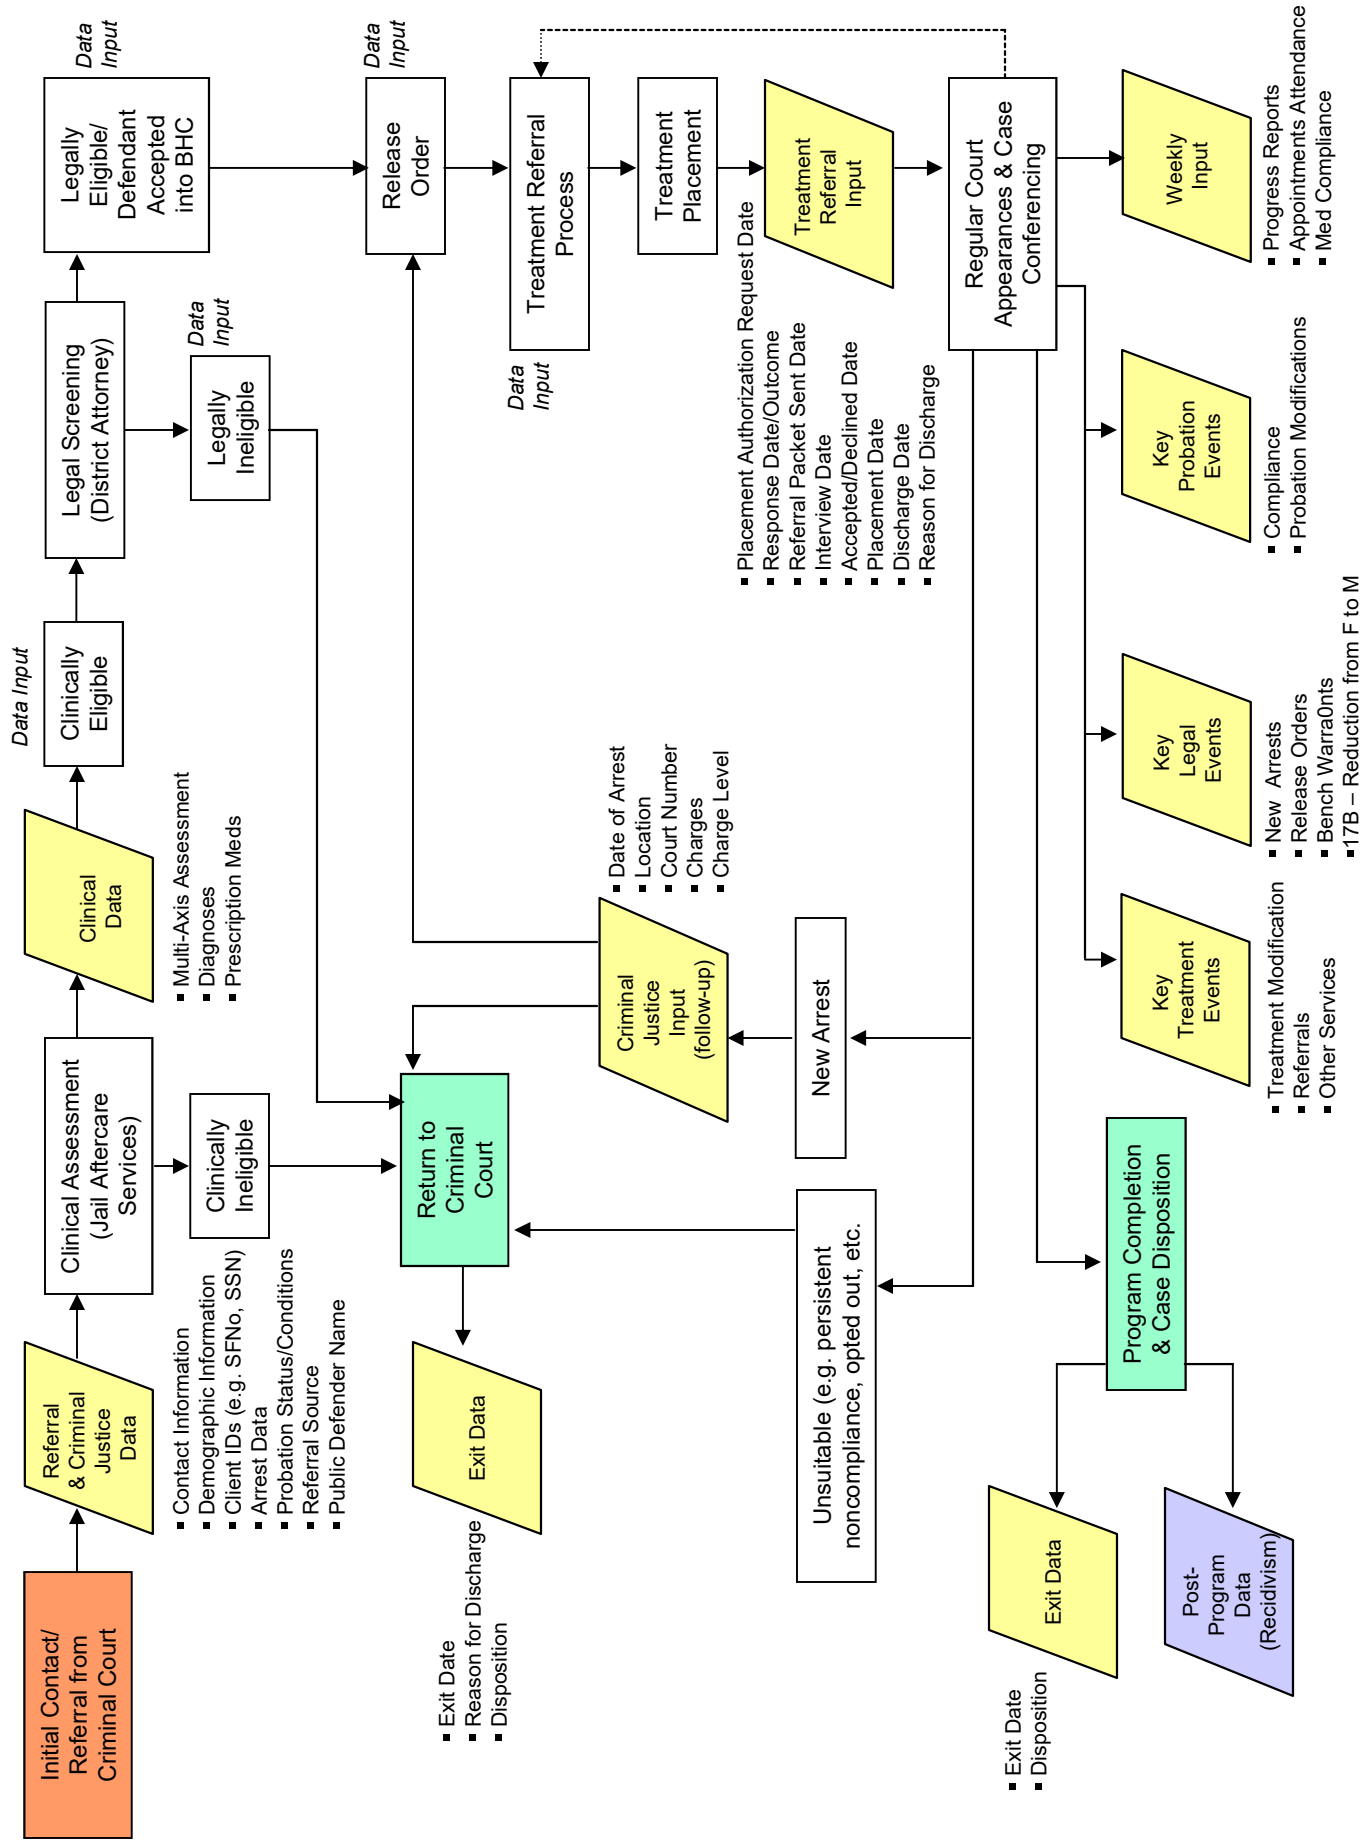 Initial Contact/
Referral from
Criminal Court
Referral
& Criminal
Justice
Data
▪ Contact Information
▪ Demographic Information
▪ Client IDs (e.g. SFNo, SSN)
▪ Arrest Data
▪ Probation Status/Conditions
▪ Referral Source
▪ Public Defender Name
Clinical Assessment
(Jail Aftercare
Services)
Clinically
Ineligible
Clinical
Data
▪ Multi-Axis Assessment
▪ Diagnoses
▪ Prescription Meds
Data Input
Clinically
Eligible
Legal Screening
(District Attorney)
Legally
Ineligible
Data
Input
Legally
Eligible/
Defendant
Accepted
into BHC
Data
Input
Return to
Criminal
Court
Exit Data
▪ Exit Date
▪ Reason for Discharge
▪ Disposition
Release
Order
Data
Input
Treatment Referral
Process
Data
Input
Treatment
Placement
Treatment
Referral
Input
▪ Placement Authorization Request Date
▪ Response Date/Outcome
▪ Referral Packet Sent Date
▪ Interview Date
▪ Accepted/Declined Date
▪ Placement Date
▪ Discharge Date
▪ Reason for Discharge
Criminal
Justice
Input
(follow-up)
▪ Date of Arrest
▪ Location
▪ Court Number
▪ Charges
▪ Charge Level
New Arrest
Unsuitable (e.g. persistent
noncompliance, opted out, etc.
Regular Court
Appearances & Case
Conferencing
Program Completion
& Case Disposition
Exit Data
▪ Exit Date
▪ Disposition
Post-
Program
Data
(Recidivism)
Key
Treatment
Events
▪ Treatment Modification
▪ Referrals
▪ Other Services
Key
Legal
Events
▪ New Arrests
▪ Release Orders
▪ Bench Warra0nts
▪17B – Reduction from F to M
Key
Probation
Events
▪ Compliance
▪ Probation Modifications
Weekly
Input
▪ Progress Reports
▪ Appointments Attendance
▪ Med Compliance